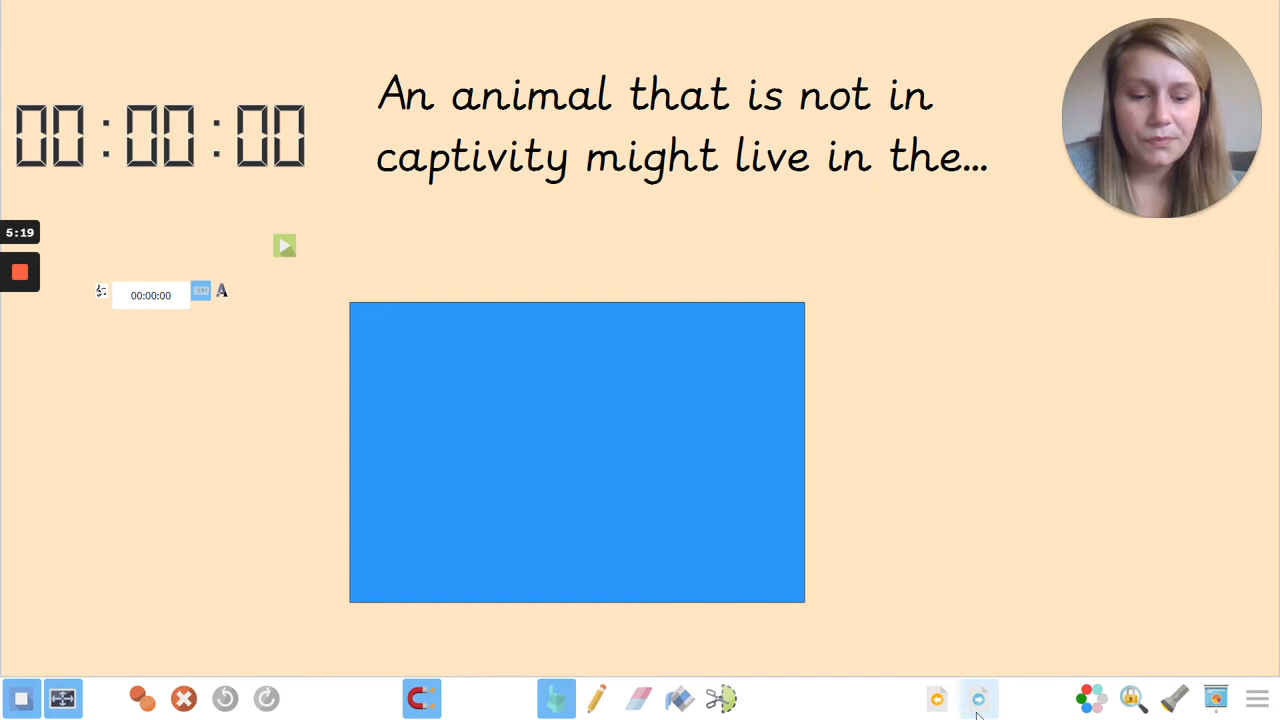 An animal that is not in
captivity might live in the...
00:00:00
5:19
00:00:00
A